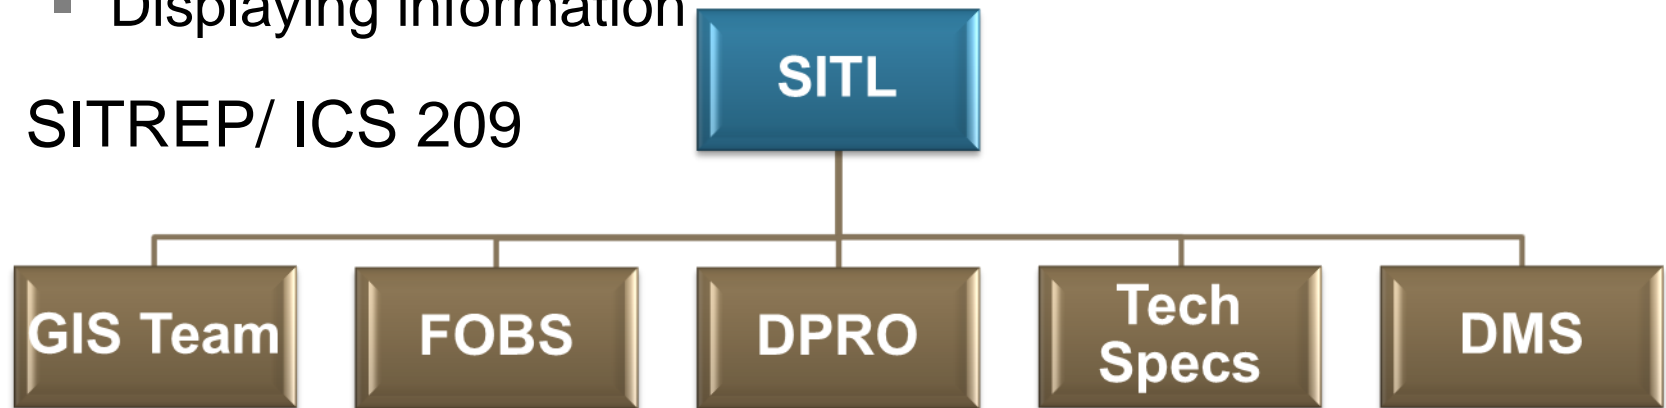 Displaying information
SITL
SITREP/ ICS 209
GIS Team
FOBS
DPRO
Tech
Specs
DMS